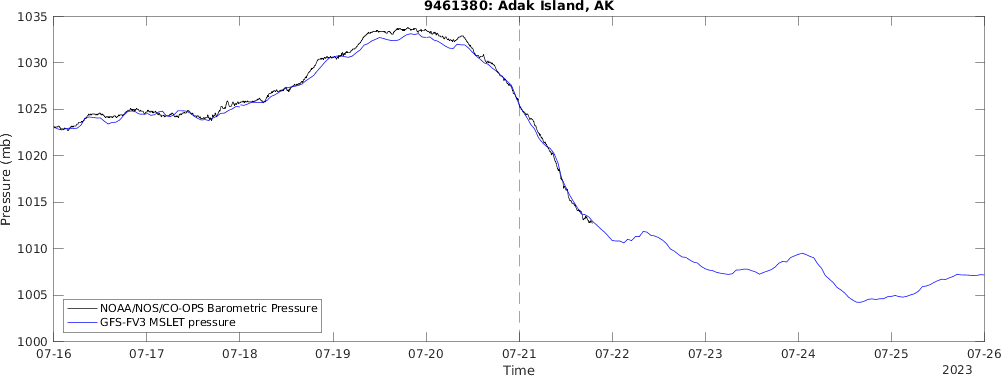 9461380: Adak Island, AK
Pressure (mb)
1035
1030
1025
1020
1015
1010
1005
1000
NOAA/NOS/CO-OPS Barometric Pressure
GFS-FV3 MSLET pressure
07-16 07-17 07-18 07-19 07-20 07-21 07-22 07-23 07-24 07-25 07-26
Time
2023